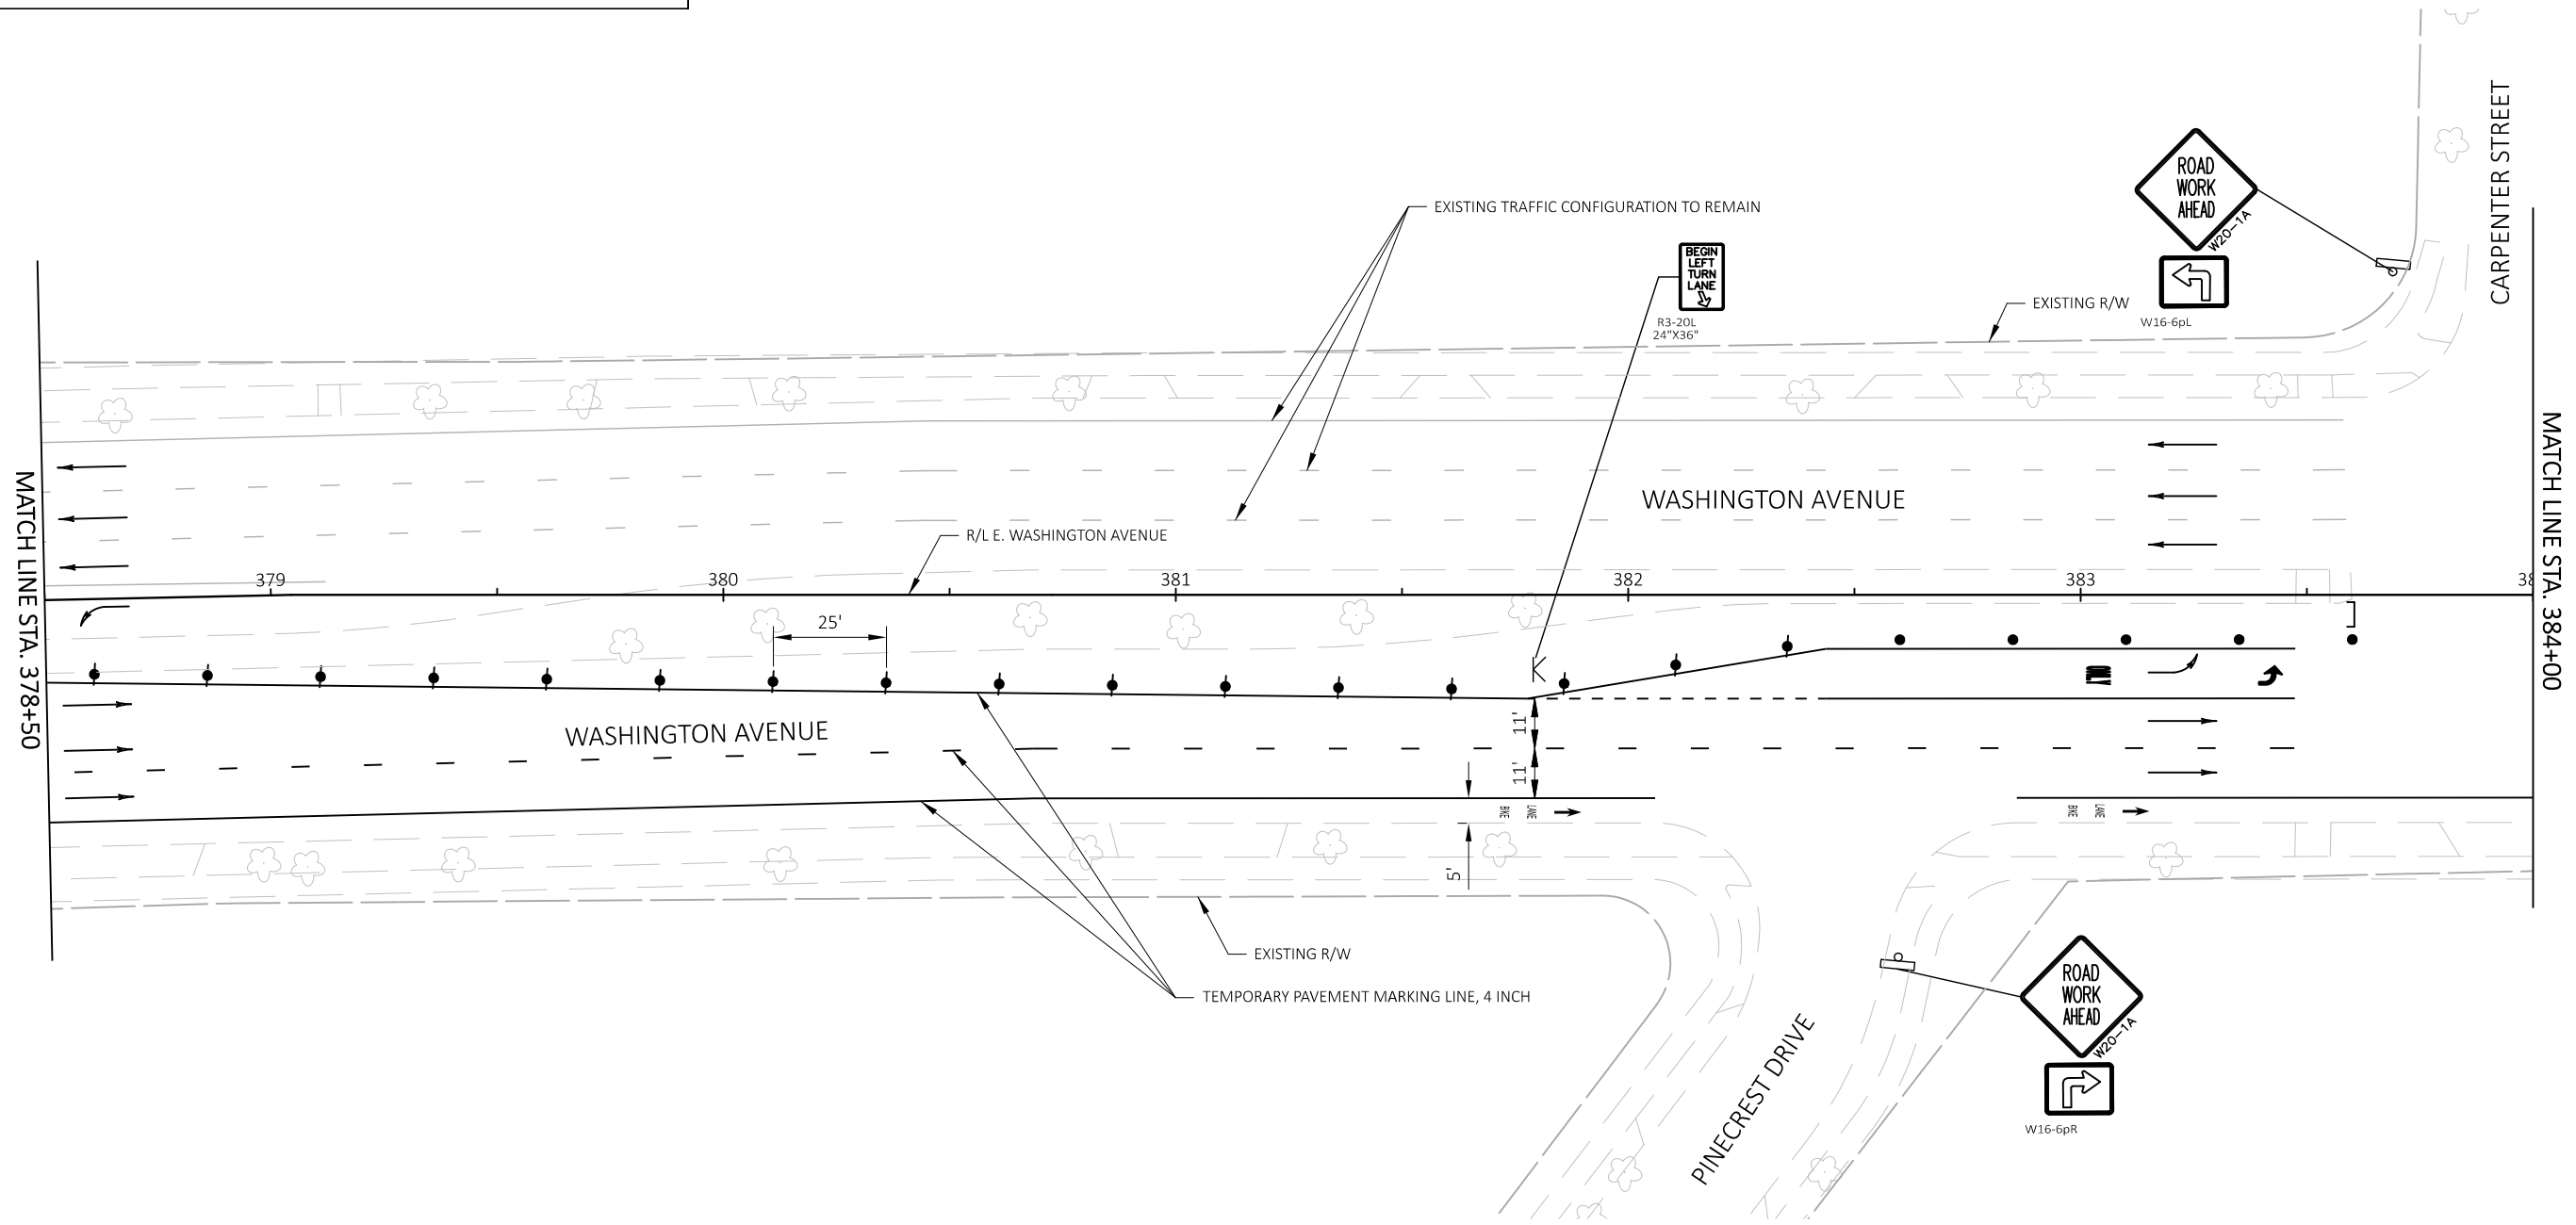 CARPENTER STREET
ROAD
WORK
AHEAD
W20-1A
W16-6pL
EXISTING TRAFFIC CONFIGURATION TO REMAIN
BEGIN
LEFT
TURN
LANE
R3-20L
24"X36"
EXISTING R/W
MATCH LINE STA. 378+50
MATCH LINE STA. 384+00
WASHINGTON AVENUE
R/L E. WASHINGTON AVENUE
379
380
381
382
383
25'
WASHINGTON AVENUE
11'
11'
BIKE
LANE
BIKE
LANE
5'
EXISTING R/W
TEMPORARY PAVEMENT MARKING LINE, 4 INCH
PINECREST DRIVE
ROAD
WORK
AHEAD
W20-1A
W16-6pR